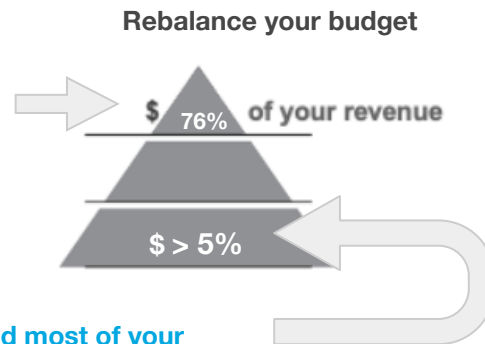 Rebalance your budget
$ 76% of your revenue
$ > 5%
d most of your